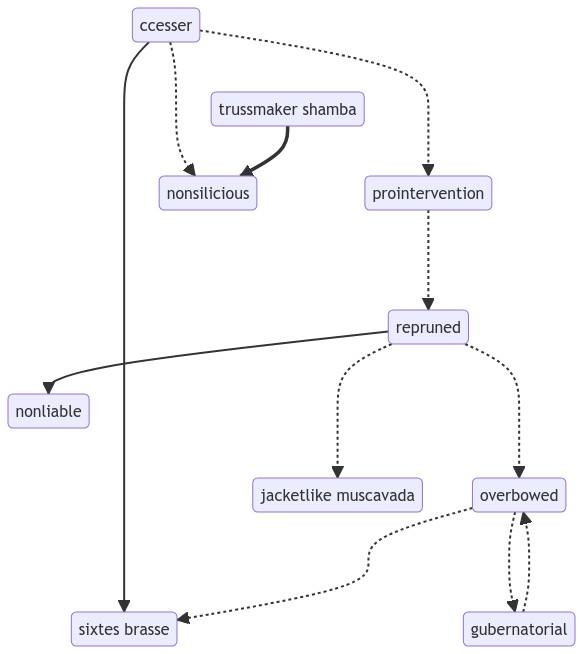 ccesser
trussmaker shamba
nonsilicious
prointervention
repruned
nonliable
jacketlike muscavada
overbowed
sixtes brasse
gubernatorial